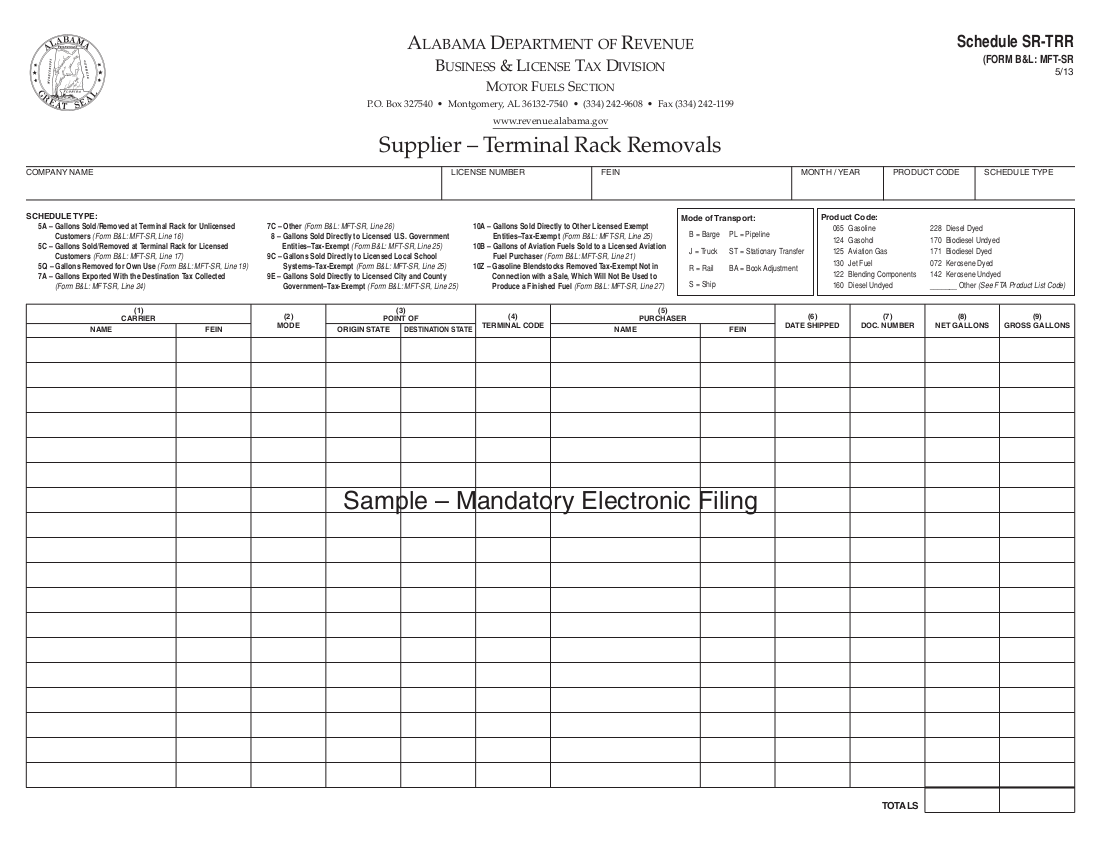 ALABAMA
GREAT SEAL
ALABAMA DEPARTMENT OF REVENUE
BUSINESS & LICENSE TAX DIVISION
MOTOR FUELS SECTION
P.O. Box 327540 • Montgomery, AL 36132-7540 • (334) 242-9608 • Fax (334) 242-1199
www.revenue.alabama.gov
Supplier – Terminal Rack Removals
Schedule SR-TRR
(FORM B&L: MFT-SR
5/13
COMPANY NAME LICENSE NUMBER FEIN MONTH / YEAR PRODUCT CODE SCHEDULE TYPE
SCHEDULE TYPE:
5A – Gallons Sold/Removed at Terminal Rack for Unlicensed
Customers (Form B&L: MFT-SR, Line 16)
5C – Gallons Sold/Removed at Terminal Rack for Licensed
Customers (Form B&L: MFT-SR, Line 17)
5Q – Gallons Removed for Own Use (Form B&L: MFT-SR, Line 19)
7A – Gallons Exported With the Destination Tax Collected
(Form B&L: MFT-SR, Line 24)
7C – Other (Form B&L: MFT-SR, Line 26)
8 – Gallons Sold Directly to Licensed U.S. Government
Entities–Tax-Exempt (Form B&L: MFT-SR, Line 25)
9C – Gallons Sold Directly to Licensed Local School
Systems–Tax-Exempt (Form B&L: MFT-SR, Line 25)
9E – Gallons Sold Directly to Licensed City and County
Government–Tax-Exempt (Form B&L: MFT-SR, Line 25)
10A – Gallons Sold Directly to Other Licensed Exempt
Entities–Tax-Exempt (Form B&L: MFT-SR, Line 25)
10B – Gallons of Aviation Fuels Sold to a Licensed Aviation
Fuel Purchaser (Form B&L: MFT-SR, Line 21)
10Z – Gasoline Blendstocks Removed Tax-Exempt Not in
Connection with a Sale, Which Will Not Be Used to
Produce a Finished Fuel (Form B&L: MFT-SR, Line 27)
Mode of Transport:
B = Barge PL = Pipeline
J = Truck ST = Stationary Transfer
R = Rail BA = Book Adjustment
S = Ship
Product Code:
065 Gasoline 228 Diesel Dyed
124 Gasohol 170 Biodiesel Undyed
125 Aviation Gas 171 Biodiesel Dyed
130 Jet Fuel 072 Kerosene Dyed
122 Blending Components 142 Kerosene Undyed
160 Diesel Undyed _______ Other (See FTA Product List Code)
(1) (2) (3) (4) (5) (6) (7) (8) (9)
CARRIER MODE POINT OF TERMINAL CODE PURCHASER DATE SHIPPED DOC. NUMBER NET GALLONS GROSS GALLONS
NAME FEIN ORIGIN STATE DESTINATION STATE NAME FEIN
Sample – Mandatory Electronic Filing
TOTALS